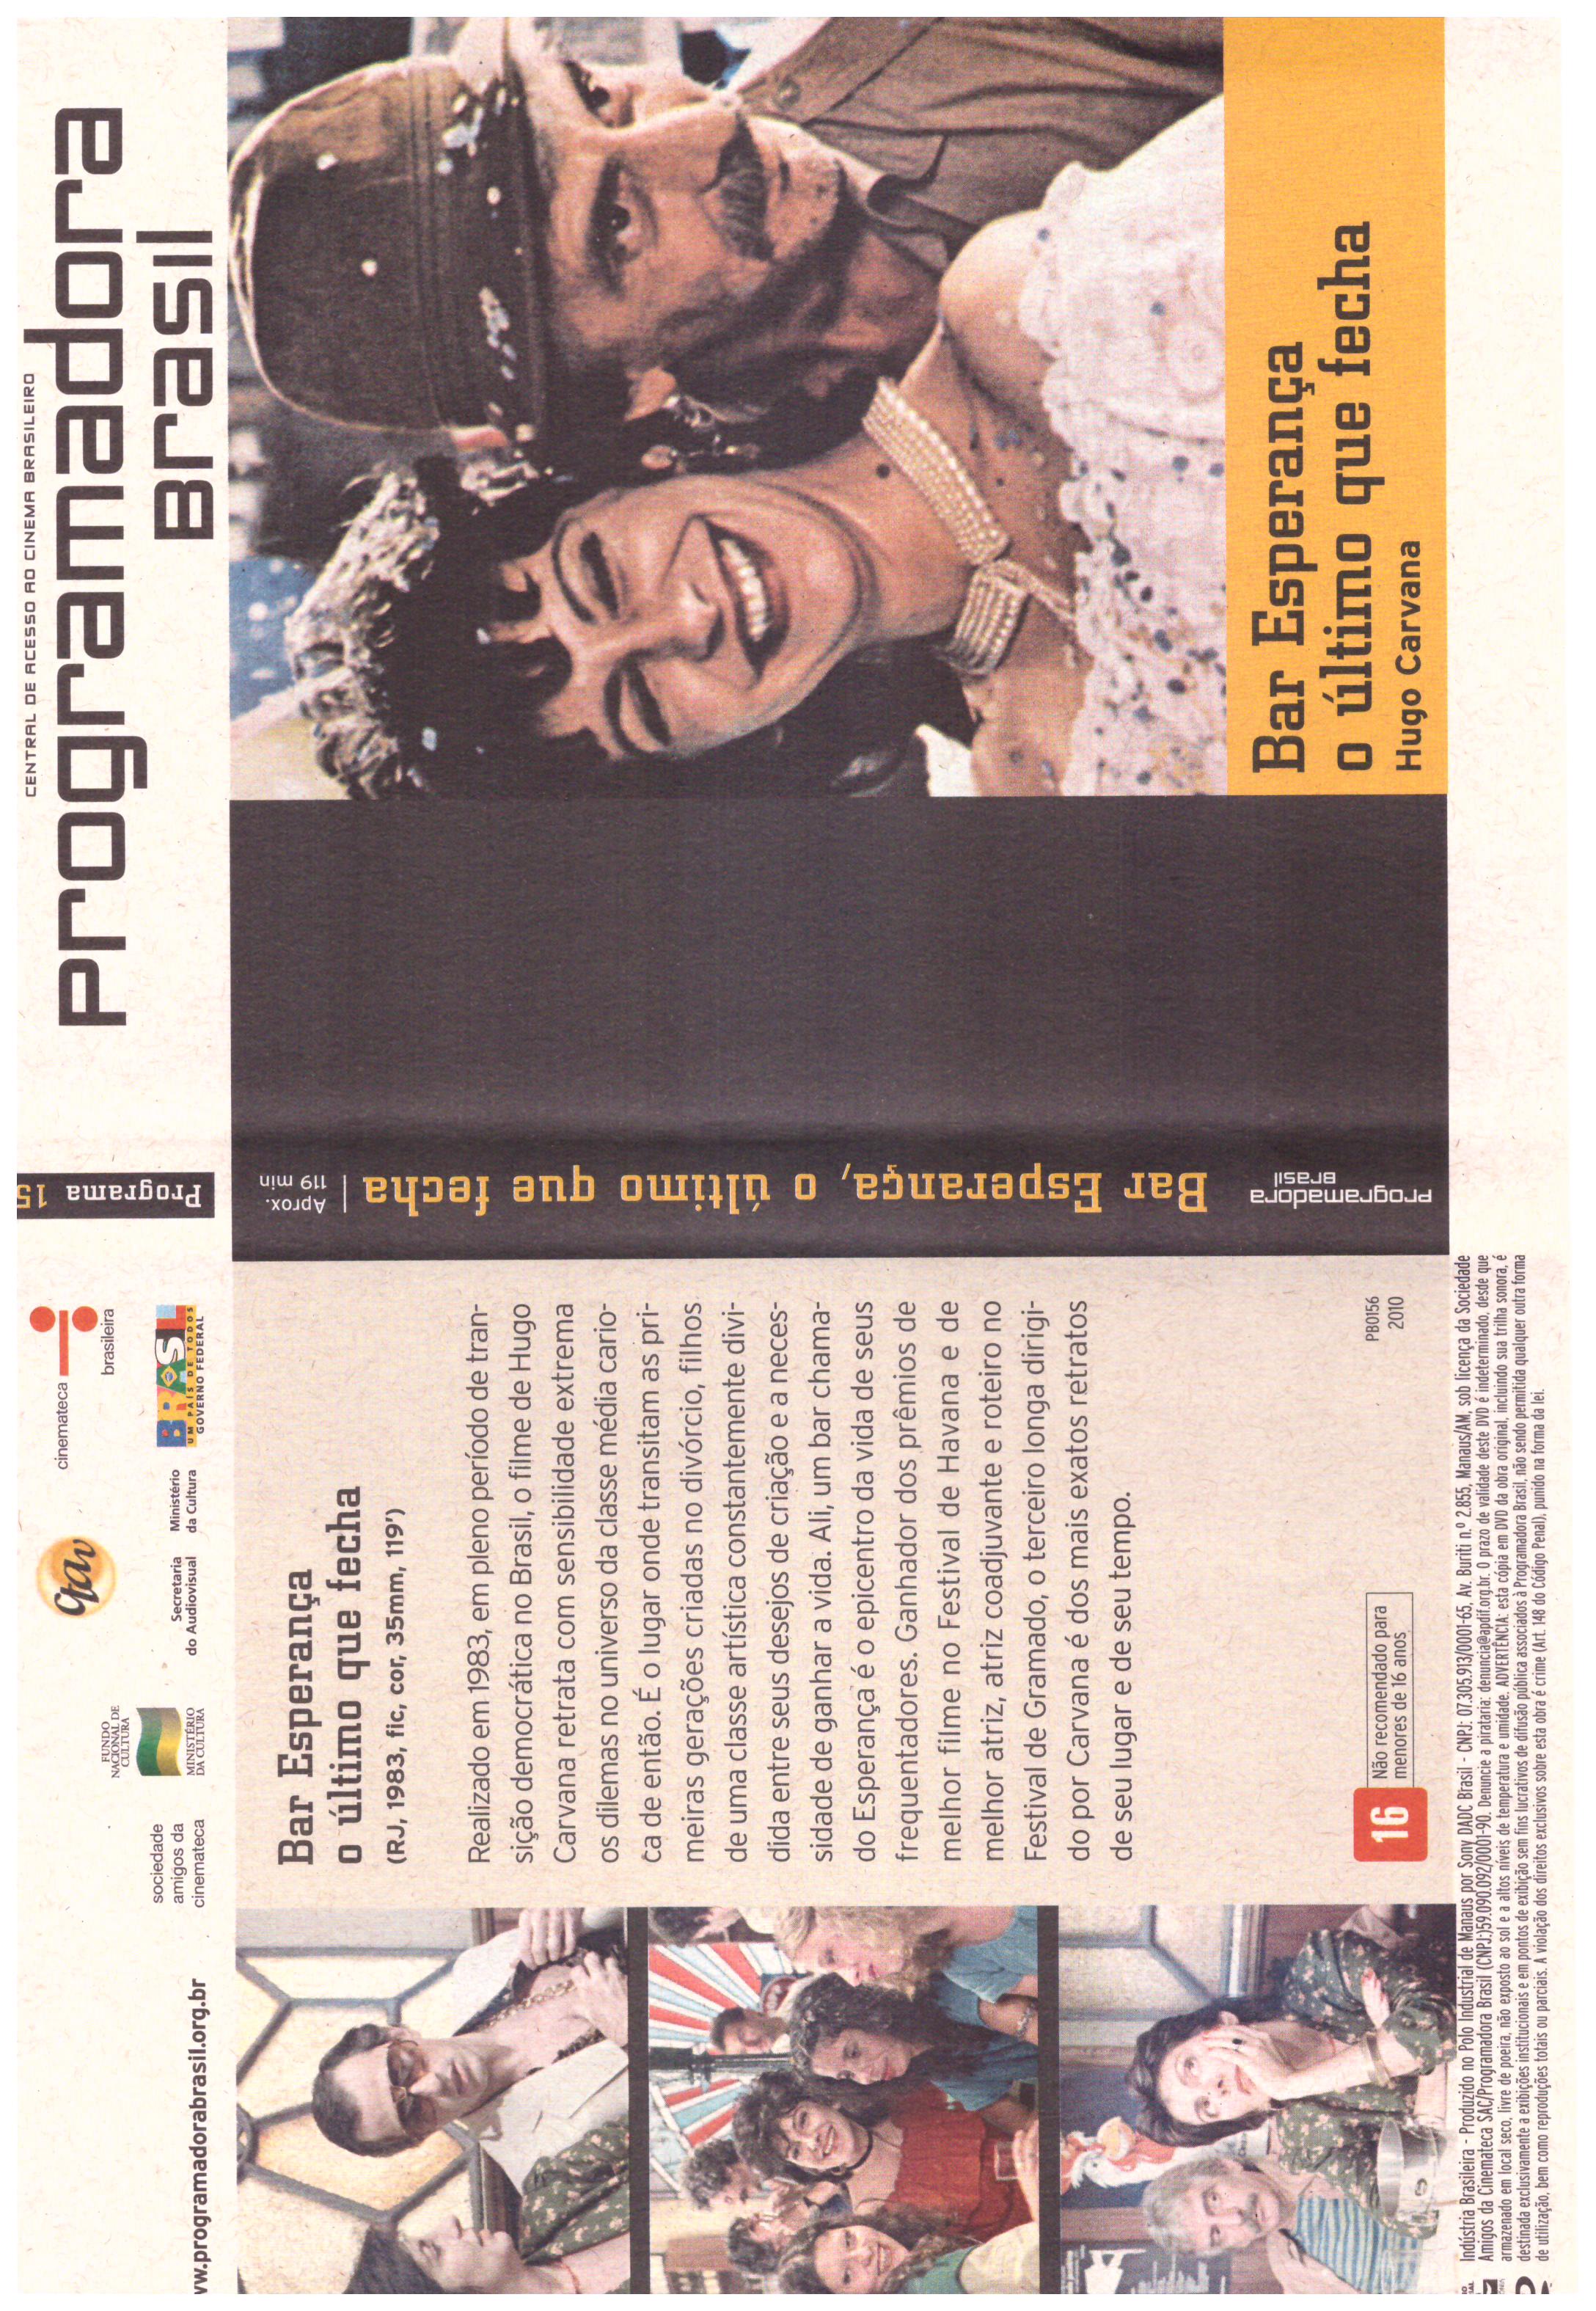 www.programadorabrasil.org.br
sociedade
amigos da
cinemateca
FUNDO
NACIONAL DE
CULTURA
MINISTÉRIO
DA CULTURA
qav
Secretaria
do Audiovisual
Ministério
da Cultura
cinemateca
brasileira
BRASIL
UM PAÍS DE TODOS
GOVERNO FEDERAL
Bar Esperança
o último que fecha
(RJ, 1983, fic, cor, 35mm, 119')
Realizado em 1983, em pleno período de tran-
sição democrática no Brasil, o filme de Hugo
Carvana retrata com sensibilidade extrema
os dilemas no universo da classe média cario-
ca de então. É o lugar onde transitam as pri-
meiras gerações criadas no divórcio, filhos
de uma classe artística constantemente divi-
dida entre seus desejos de criação e a neces-
sidade de ganhar a vida. Ali, um bar chama-
do Esperança é o epicentro da vida de seus
frequentadores. Ganhador dos prêmios de
melhor filme no Festival de Havana e de
melhor atriz, atriz coadjuvante e roteiro no
Festival de Gramado, o terceiro longa dirigi-
do por Carvana é dos mais exatos retratos
de seu lugar e de seu tempo.
16
Não recomendado para
menores de 16 anos
PB0156
2010
Indústria Brasileira - Produzido no Polo Industrial de Manaus por Sony DADC Brasil - CNPJ: 07.305.913/0001-65, Av. Buriti n.º 2.855, Manaus/AM, sob licença da Sociedade
Amigos da Cinemateca SAC/Programadora Brasil (CNPJ:)59.090.092/0001-90. Denuncie a pirataria: denuncia@apdif.org.br. O prazo de validade deste DVD é indeterminado, desde que
armazenado em local seco, livre de poeira, não exposto ao sol e a altos níveis de temperatura e umidade. ADVERTÊNCIA: esta cópia em DVD da obra original, incluindo sua trilha sonora, é
destinada exclusivamente a exibições institucionais e em pontos de exibição sem fins lucrativos de difusão pública associados à Programadora Brasil, não sendo permitida qualquer outra forma
de utilização, bem como reproduções totais ou parciais. A violação dos direitos exclusivos sobre esta obra é crime (Art. 148 do Código Penal), punido na forma da lei.
Programa 15
Bar Esperança, o último que fecha | Aprox.
119 min
programadora
Brasil
CENTRAL DE ACESSO AO CINEMA BRASILEIRO
programadora
Brasil
Bar Esperança
o último que fecha
Hugo Carvana